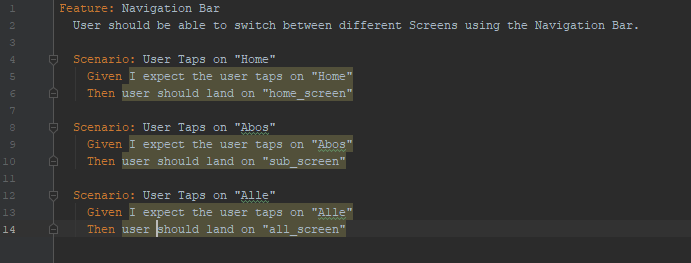 1 Feature: Navigation Bar
2 User should be able to switch between different Screens using the Navigation Bar.
3
4 Scenario: User Taps on "Home"
5 Given I expect the user taps on "Home"
6 Then user should land on "home_screen"
7
8 Scenario: User Taps on "Abos"
9 Given I expect the user taps on "Abos"
10 Then user should land on "sub_screen"
11
12 Scenario: User Taps on "Alle"
13 Given I expect the user taps on "Alle"
14 Then user should land on "all_screen"